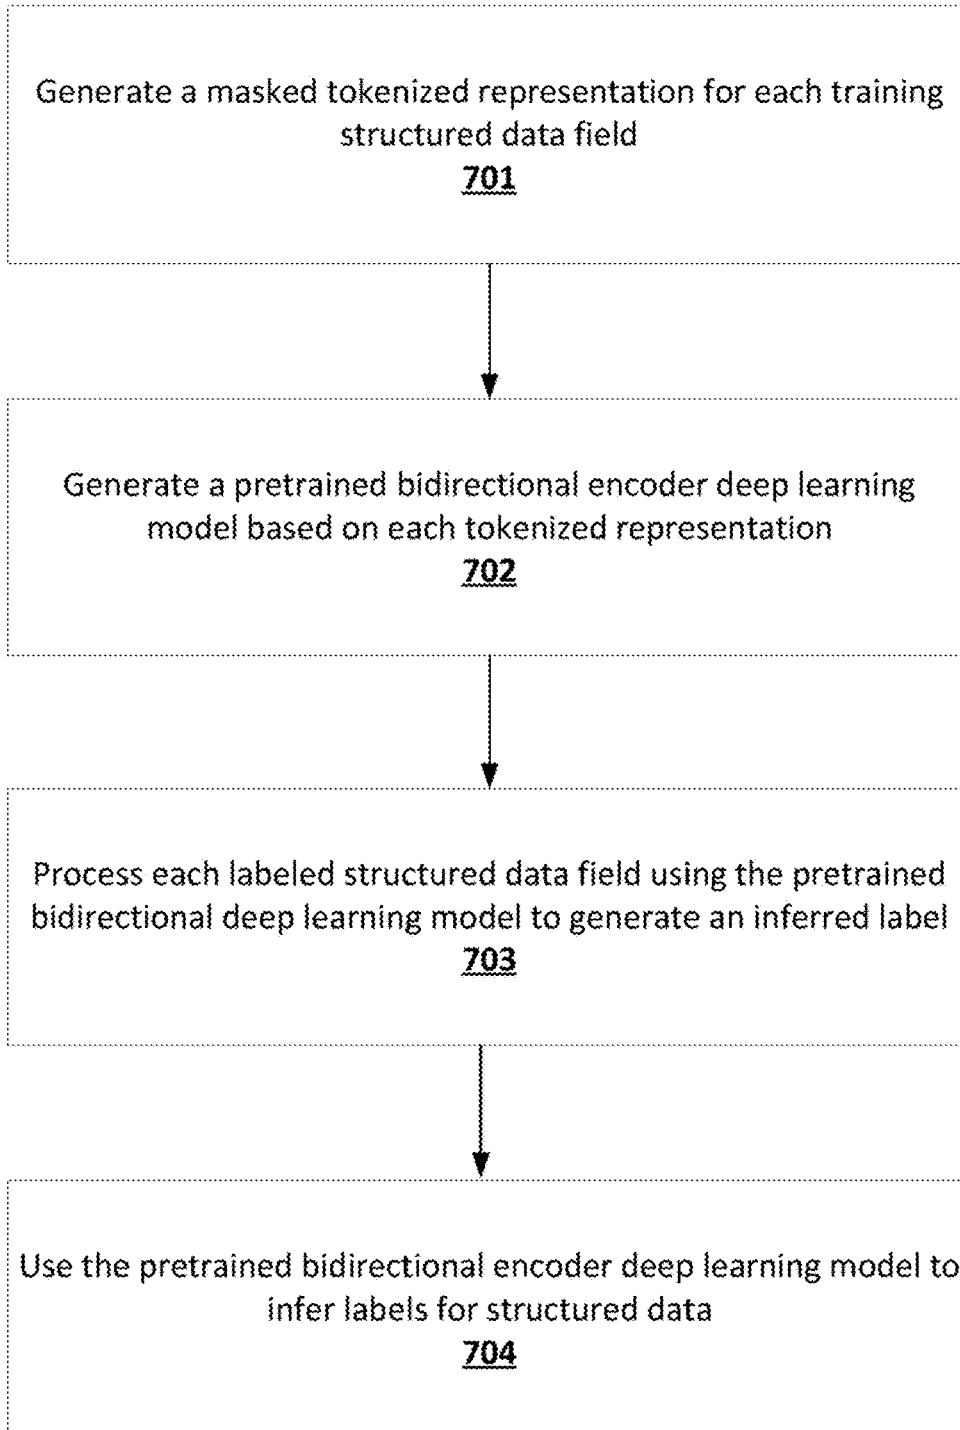 Generate a masked tokenized representation for each training
structured data field
701
Generate a pretrained bidirectional encoder deep learning
model based on each tokenized representation
702
Process each labeled structured data field using the pretrained
bidirectional deep learning model to generate an inferred label
703
Use the pretrained bidirectional encoder deep learning model to
infer labels for structured data
704